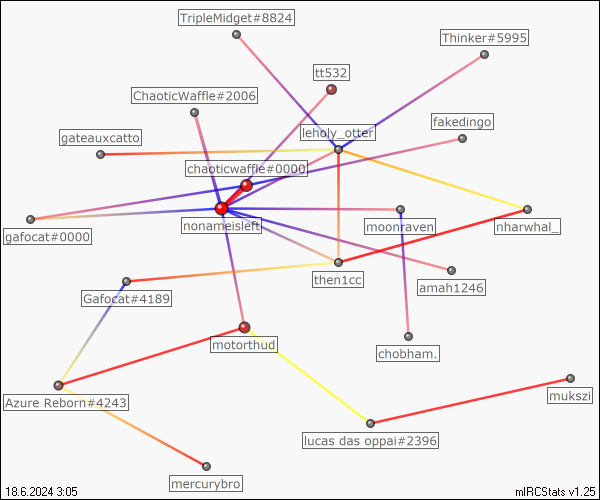 TripleMidget#8824
Thinker#5995
tt532
ChaoticWaffle#2006
fakedingo
leholy_otter
gateauxcatto
chaoticwaffle#0000
gafocat#0000
nonameisleft
moonraven
nharwhal_
then1cc
amah1246
Gafocat#4189
motorthud
chobham.
Azure Reborn#4243
mukszi
lucas das oppai#2396
mercurybro
18.6.2024 3:05
mIRCStats v1.25